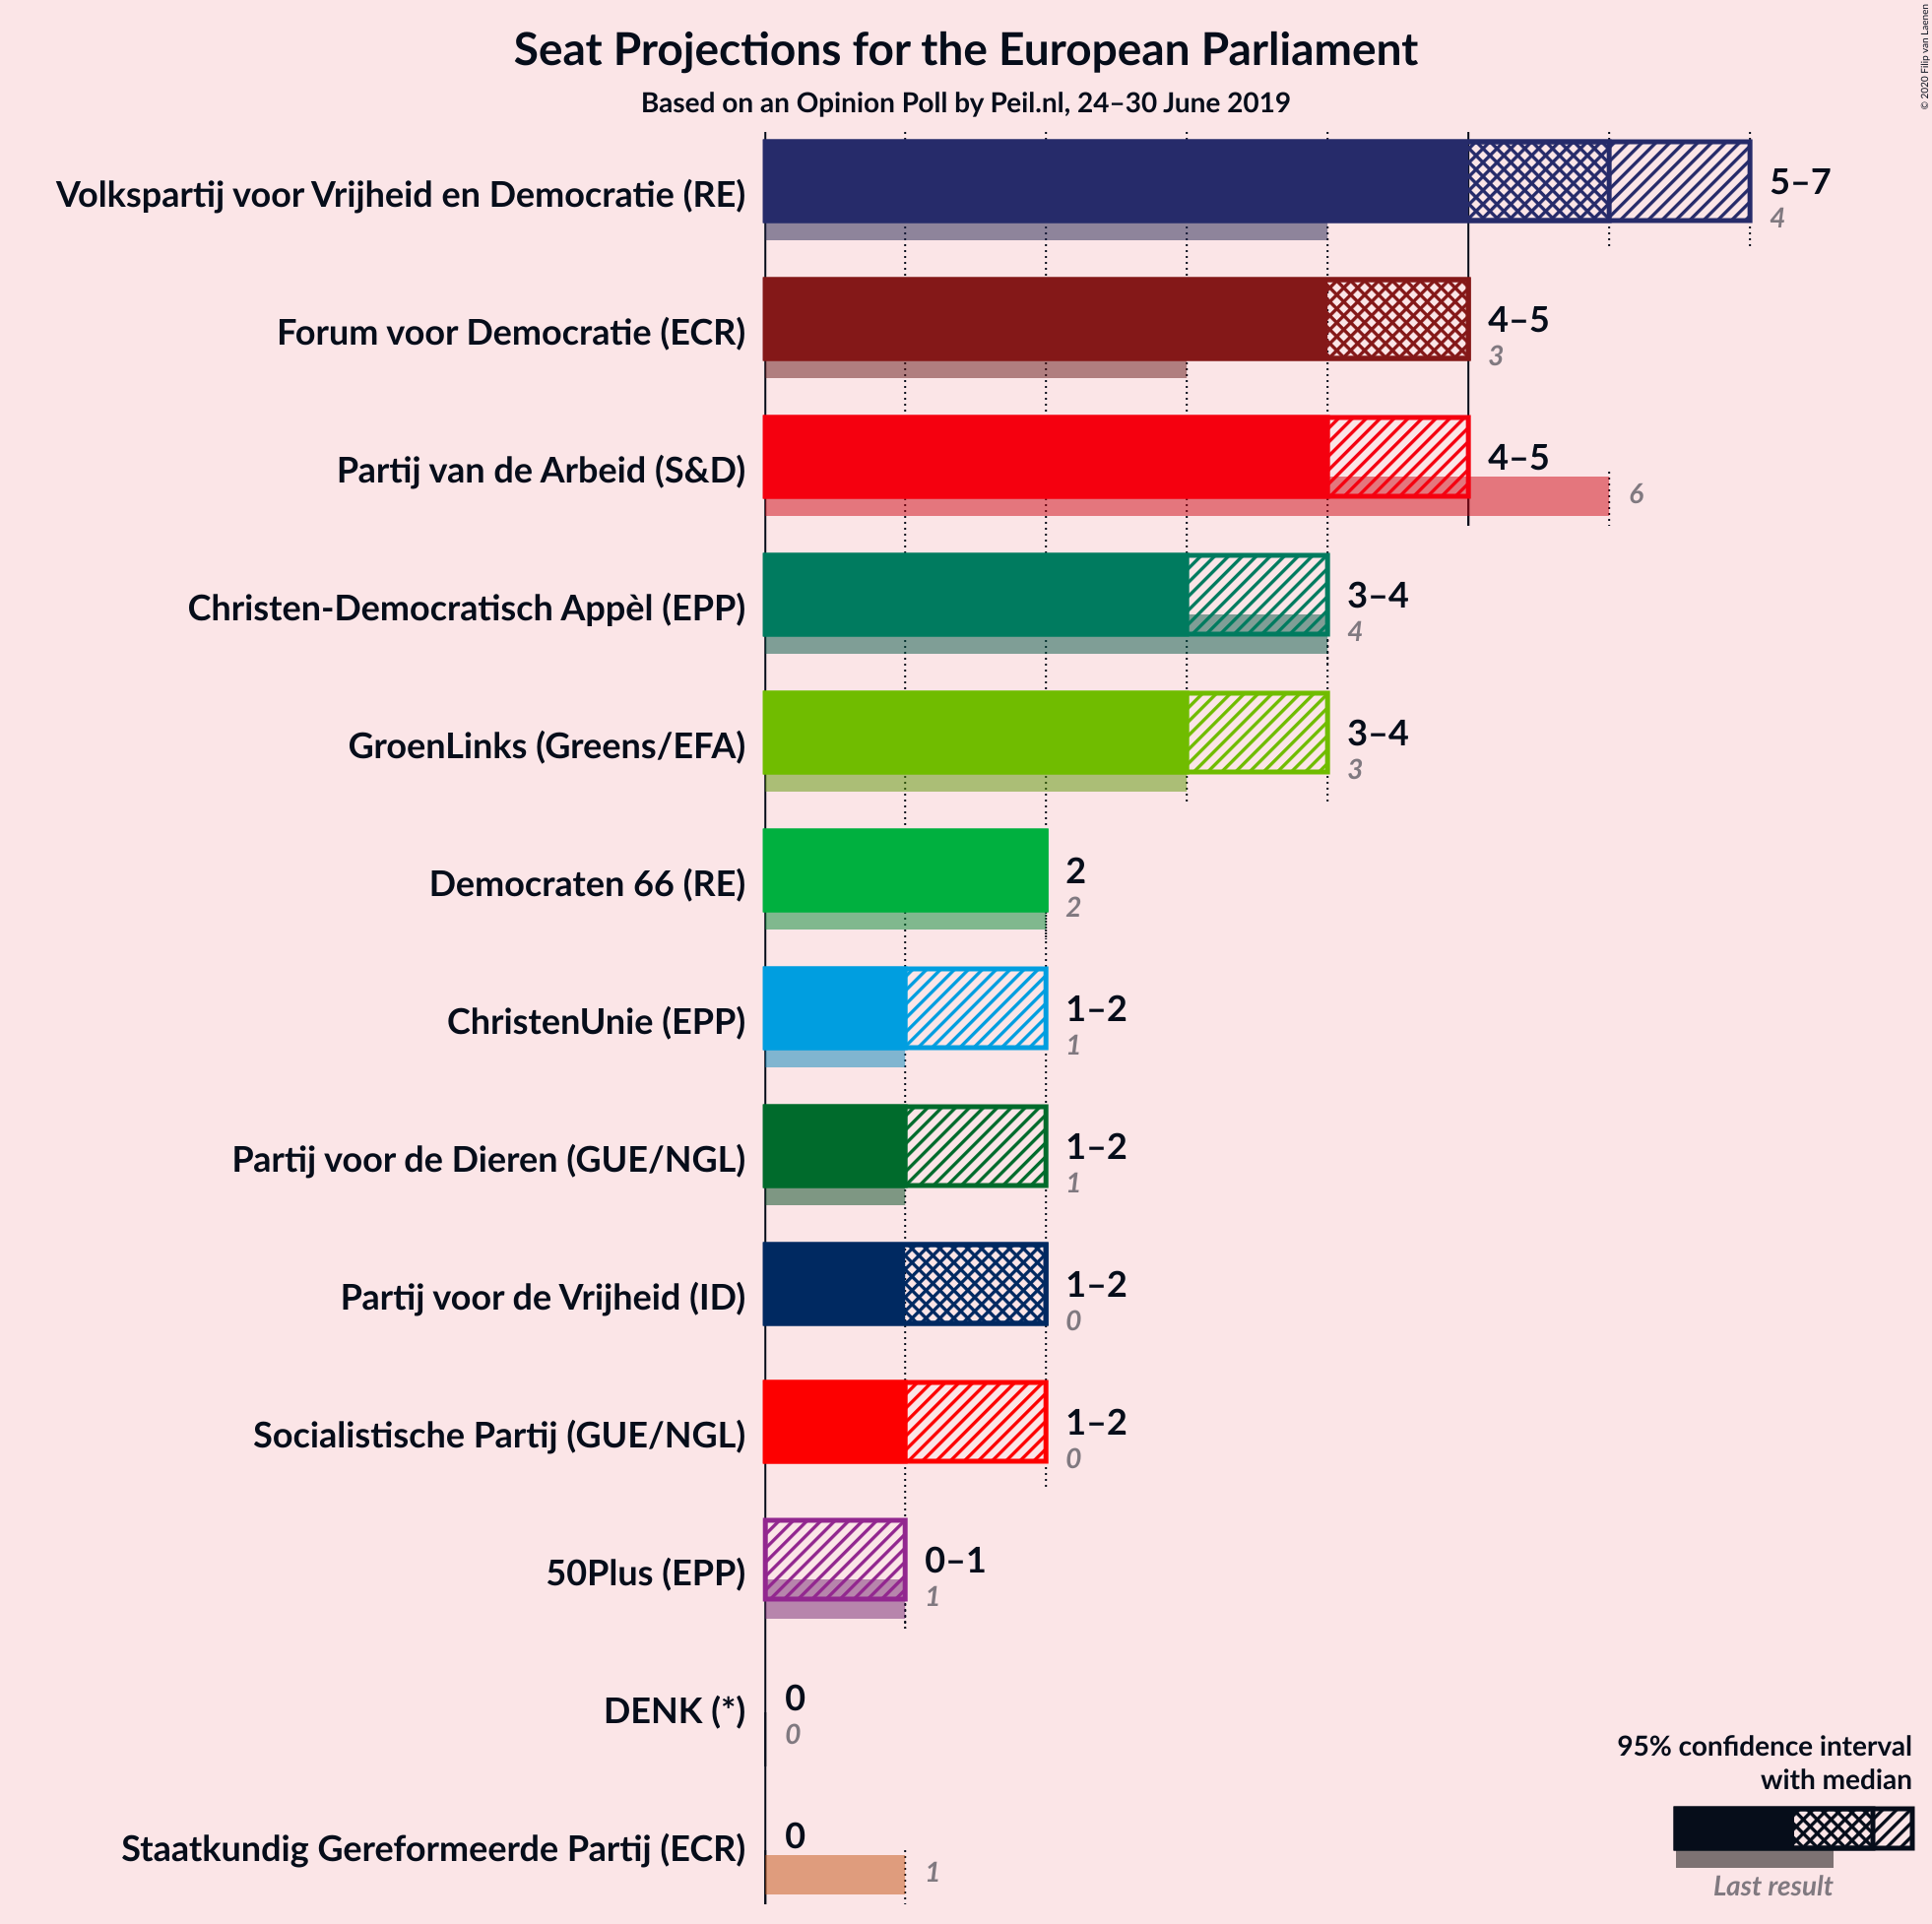 Seat Projections for the European Parliament
Based on an Opinion Poll by Peil.nl, 24–30 June 2019
© 2020 Filip van Laenen
Volkspartij voor Vrijheid en Democratie (RE)
5–7
4
Forum voor Democratie (ECR)
4–5
3
Partij van de Arbeid (S&D)
4–5
6
Christen-Democratisch Appèl (EPP)
3–4
4
GroenLinks (Greens/EFA)
3–4
3
Democraten 66 (RE)
2
2
ChristenUnie (EPP)
1–2
1
Partij voor de Dieren (GUE/NGL)
1–2
1
Partij voor de Vrijheid (ID)
1–2
0
Socialistische Partij (GUE/NGL)
1–2
0
50Plus (EPP)
0–1
1
DENK (*)
0
0
Staatkundig Gereformeerde Partij (ECR)
0
1
95% confidence interval
with median
Last result